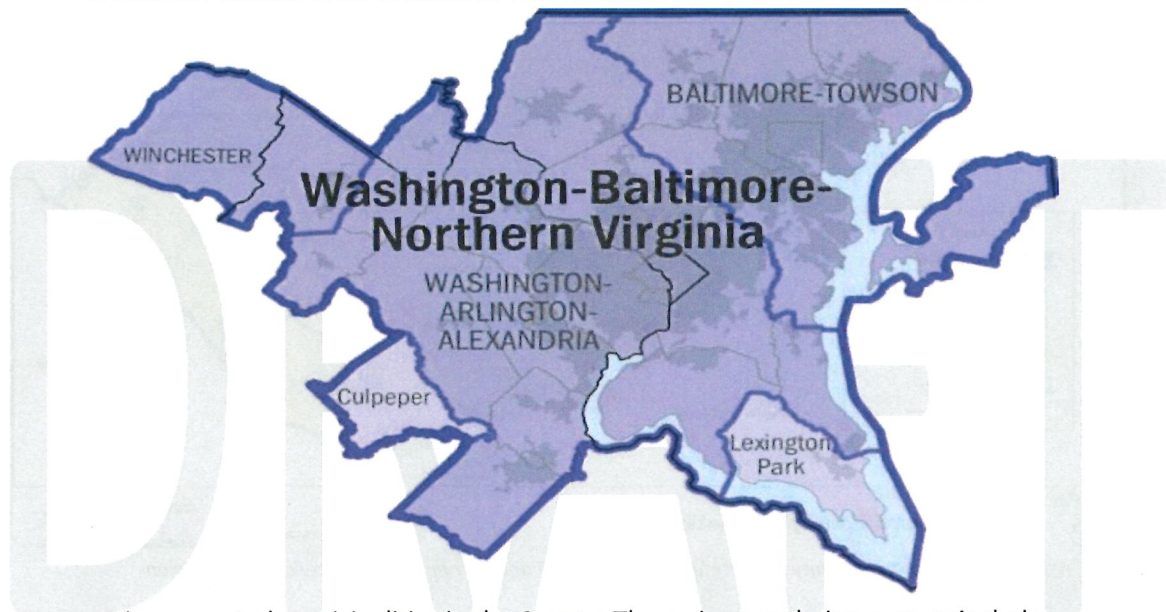 BALTIMORE-TOWSON
WINCHESTER
Washington-Baltimore-
Northern Virginia
WASHINGTON-
ARLINGTON-
ALEXANDRIA
Culpeper
Lexington
Park
DRAFT